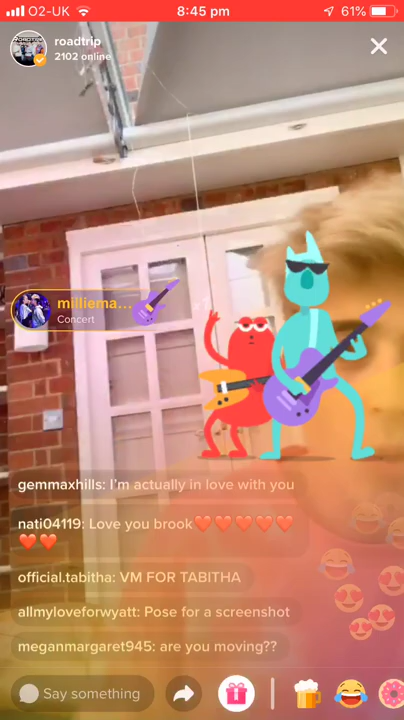 O2-UK
8:45 pm
61%
roadtrip
2102 online
milliema...
Concert
gemmaxhills: I'm actually in love with you
nati04119: Love you brook❤️❤️❤️❤️❤️
❤️❤️
official.tabitha: VM FOR TABITHA
allmyloveforwyatt: Pose for a screenshot
meganmargaret945: are you moving??
Say something